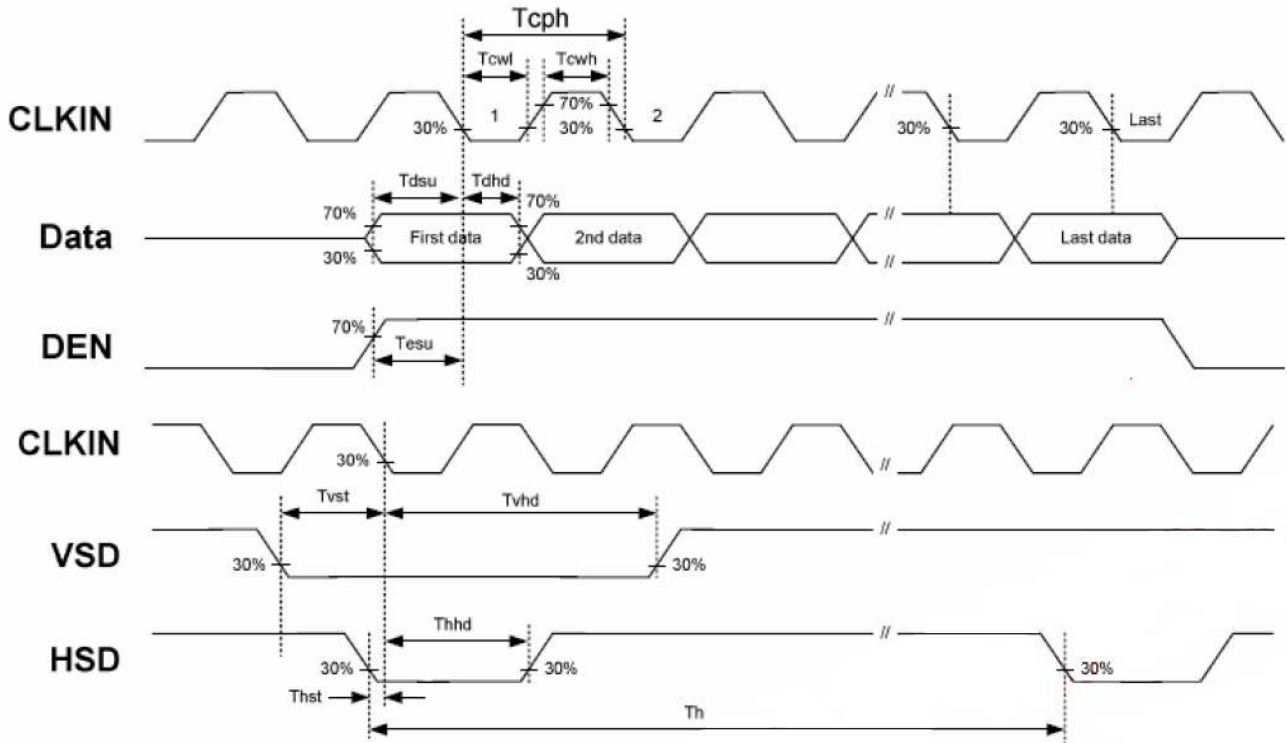 Tcph
Tcwl Tcwh
CLKIN 30% 1 70% 30% 2 // 30% 30% Last
Tdsu Tdhd
70% 70%
Data First data 2nd data // Last data
30% 30%
DEN 70% //
Tesu
CLKIN 30% //
Tvst Tvhd
VSD 30% 30% //
Thhd
HSD 30% 30% // 30%
Thst
Th